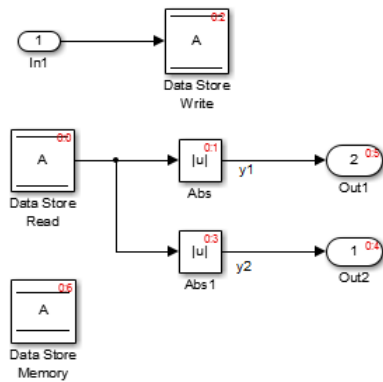 1
In1
0:2
A
Data Store
Write
0:0
A
Data Store
Read
0:1
|u|
Abs
y1
0:5
2
Out1
0:3
|u|
Abs1
y2
0:4
1
Out2
0:6
A
Data Store
Memory